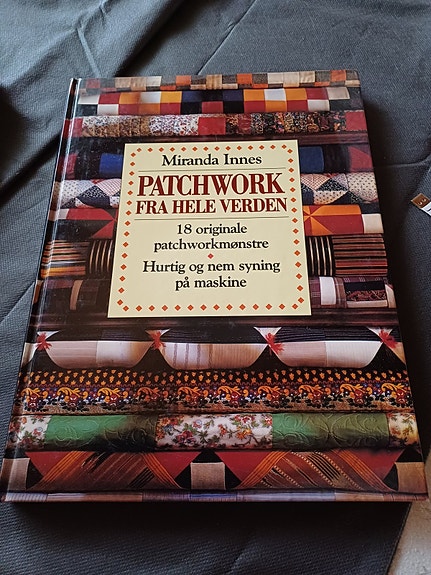 Miranda Innes
PATCHWORK
FRA HELE VERDEN
18 originale
patchworkmønstre
Hurtig og nem syning
på maskine